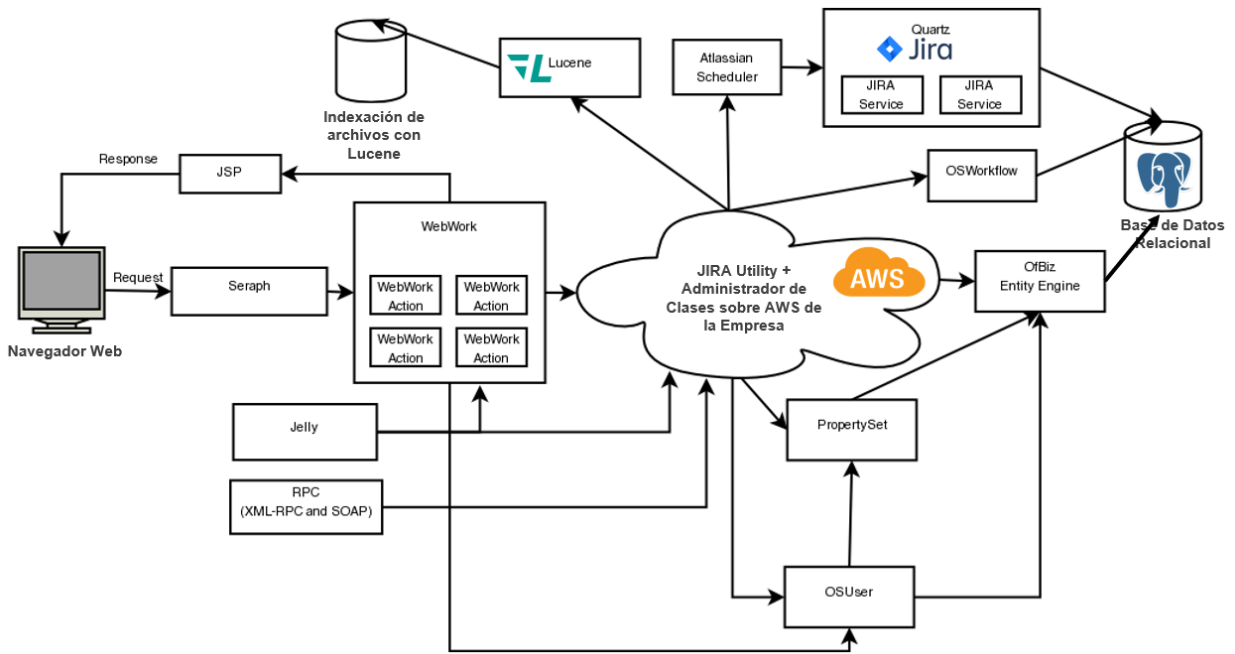 Quartz
Jira
JIRA
Service
JIRA
Service
Atlassian
Scheduler
Lucene
Indexación de
archivos con
Lucene
Response
JSP
OSWorkflow
Base de Datos
Relacional
WebWork
WebWork
Action
WebWork
Action
WebWork
Action
WebWork
Action
Request
Seraph
Navegador Web
JIRA Utility +
Administrador de
Clases sobre AWS de
la Empresa
AWS
OfBiz
Entity Engine
Jelly
PropertySet
RPC
(XML-RPC and SOAP)
OSUser